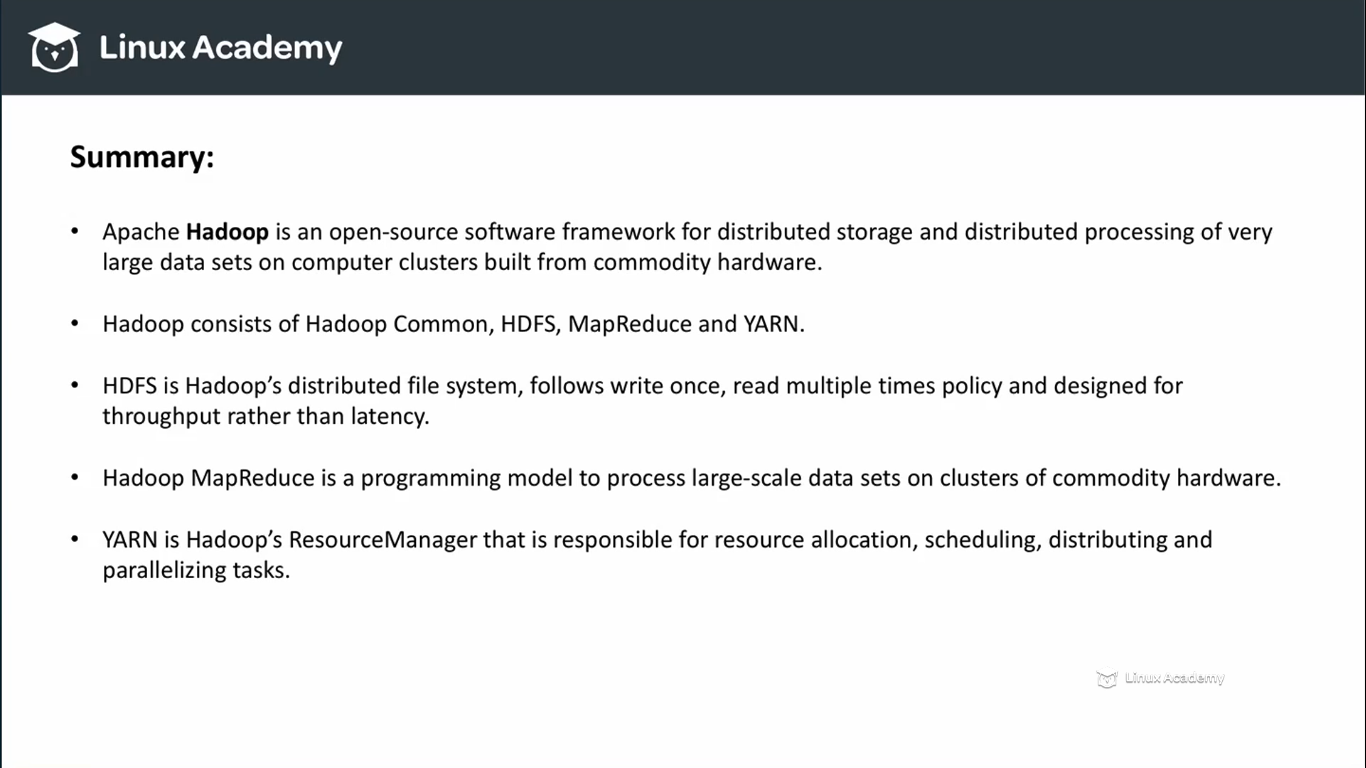 Linux Academy
Summary:
• Apache Hadoop is an open-source software framework for distributed storage and distributed processing of very
large data sets on computer clusters built from commodity hardware.
• Hadoop consists of Hadoop Common, HDFS, MapReduce and YARN.
• HDFS is Hadoop’s distributed file system, follows write once, read multiple times policy and designed for
throughput rather than latency.
• Hadoop MapReduce is a programming model to process large-scale data sets on clusters of commodity hardware.
• YARN is Hadoop’s ResourceManager that is responsible for resource allocation, scheduling, distributing and
parallelizing tasks.
Linux Academy